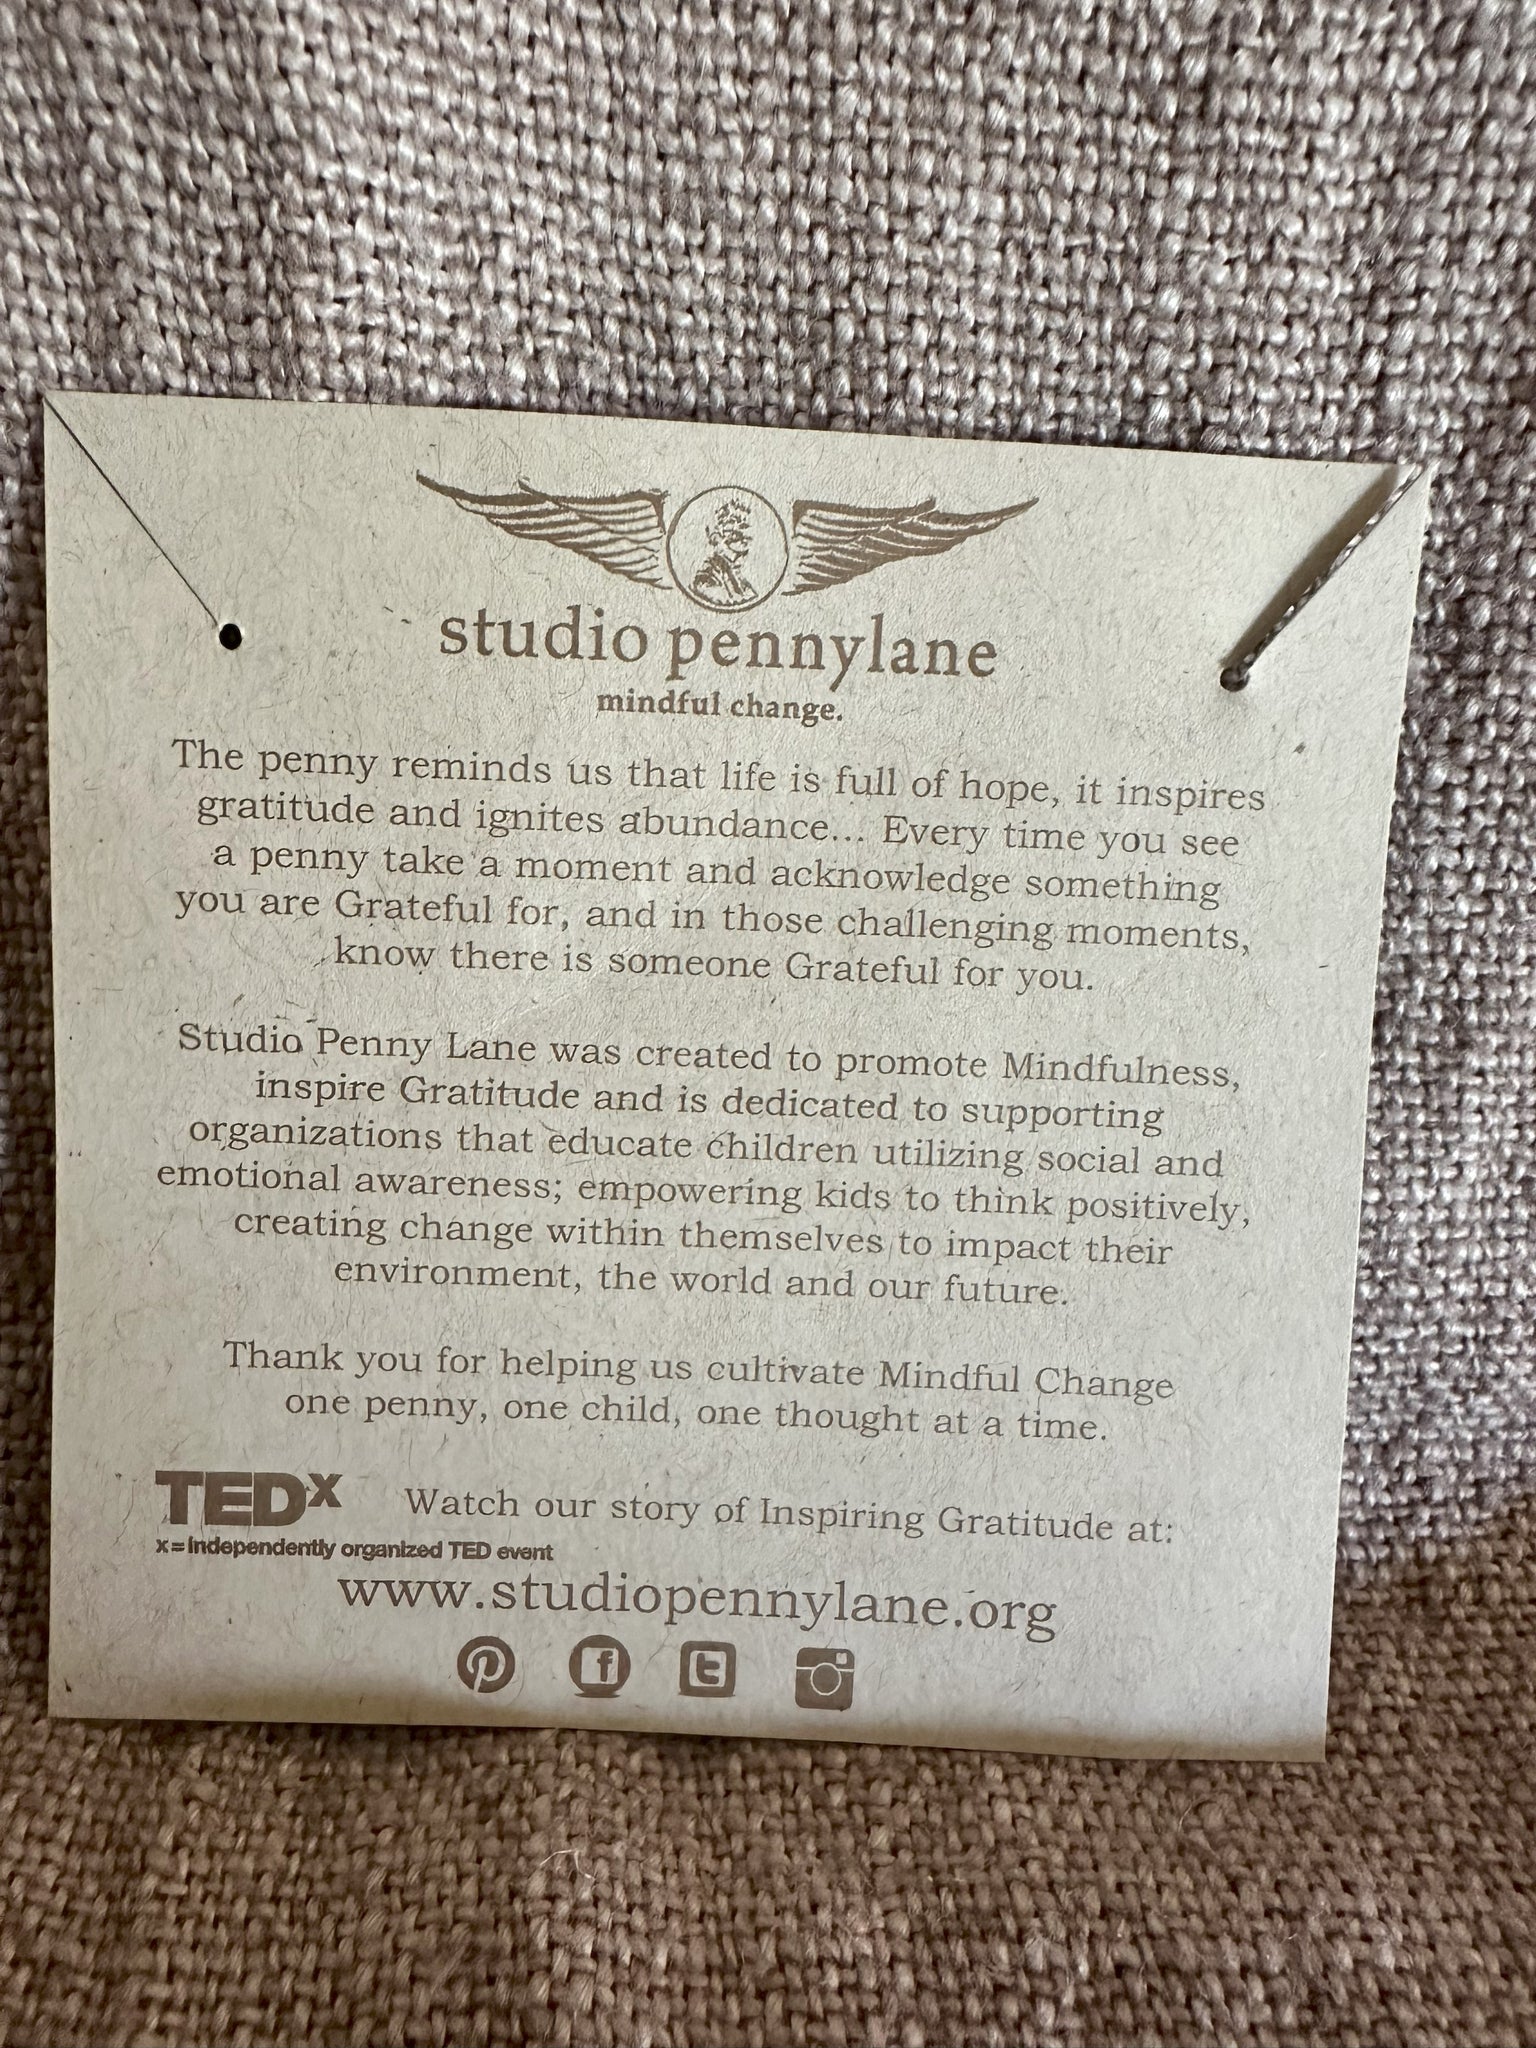 studio pennylane
mindful change.
The penny reminds us that life is full of hope, it inspires
gratitude and ignites abundance... Every time you see
a penny take a moment and acknowledge something
you are Grateful for, and in those challenging moments,
know there is someone Grateful for you.
Studio Penny Lane was created to promote Mindfulness,
inspire Gratitude and is dedicated to supporting
organizations that educate children utilizing social and
emotional awareness; empowering kids to think positively,
creating change within themselves to impact their
environment, the world and our future.
Thank you for helping us cultivate Mindful Change
one penny, one child, one thought at a time.
TEDx Watch our story of Inspiring Gratitude at:
x=independently organized TED event
www.studiopennylane.org